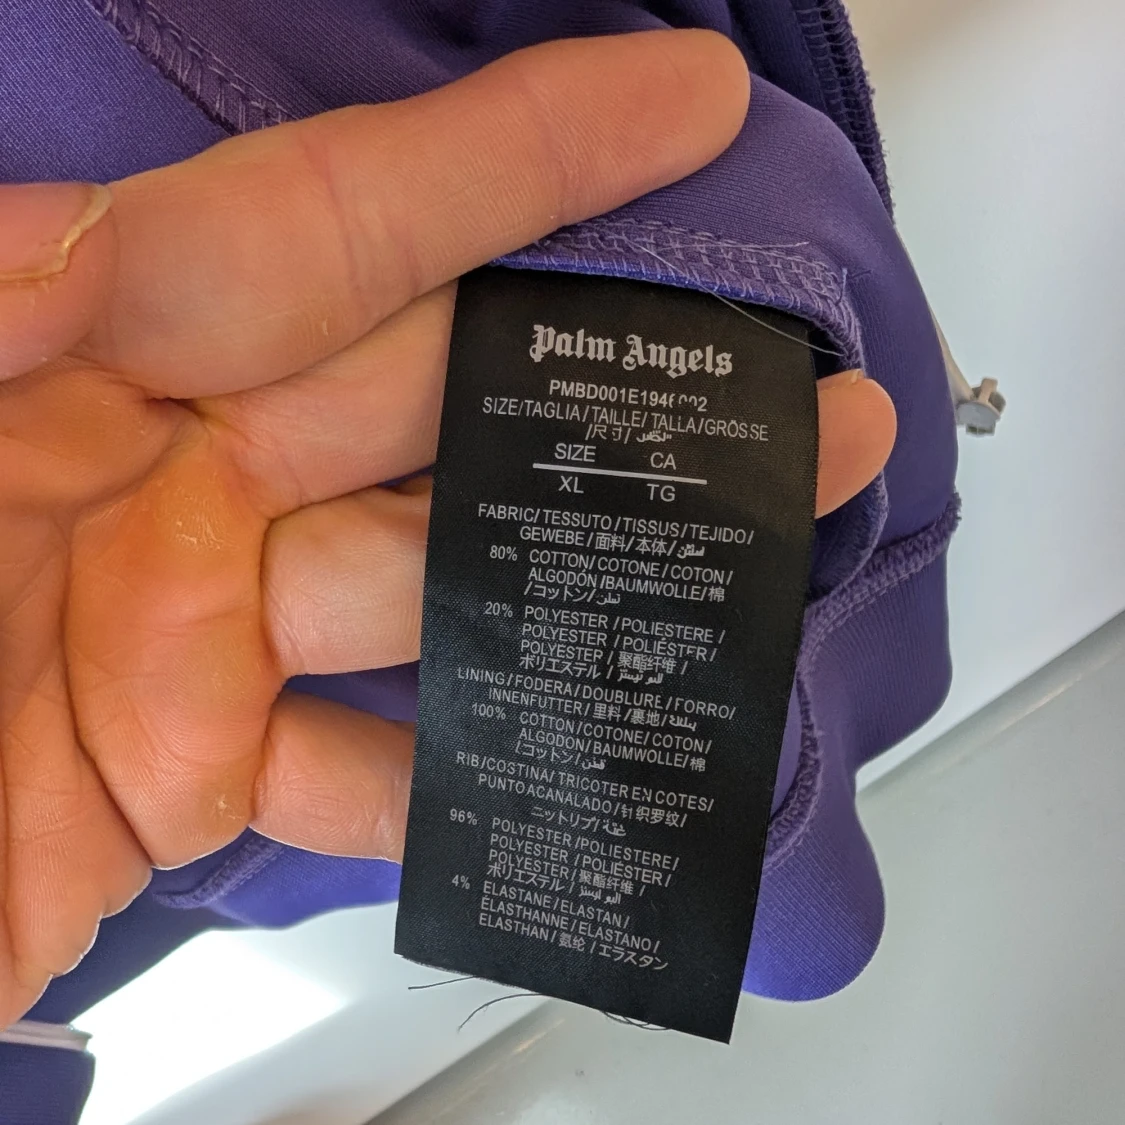 Palm Angels
SIZE/TAGLIA/TAILLE/TALLA/GRÖSSE
/尺寸/
SIZE CA
XL TG
FABRIC/TESSUTO/TISSUS/TEJIDO/
GEWEBE/面料/本体/
80% COTTON/COTONE/COTON/
ALGODÓN/BAUMWOLLE/棉
/コットン/
20% POLYESTER/POLIESTERE/
POLYESTER/POLIÉSTER/
POLYESTER/聚酯纤维/
ポリエステル/
LINING/FODERA/DOUBLURE/FORRO/
INNENFUTTER/里料/裏地/
100% COTTON/COTONE/COTON/
ALGODÓN/BAUMWOLLE/棉
/コットン/
RIB/COSTINA/TRICOTER EN COTES/
PUNTO ACANALADO/针织罗纹/
ニットリブ/
96% POLYESTER/POLIESTERE/
POLYESTER/POLIÉSTER/
POLYESTER/聚酯纤维/
ポリエステル/
4% ELASTANE/ELASTAN/
ÉLASTHANNE/ELASTANO/
ELASTHAN/氨纶/エラスタン